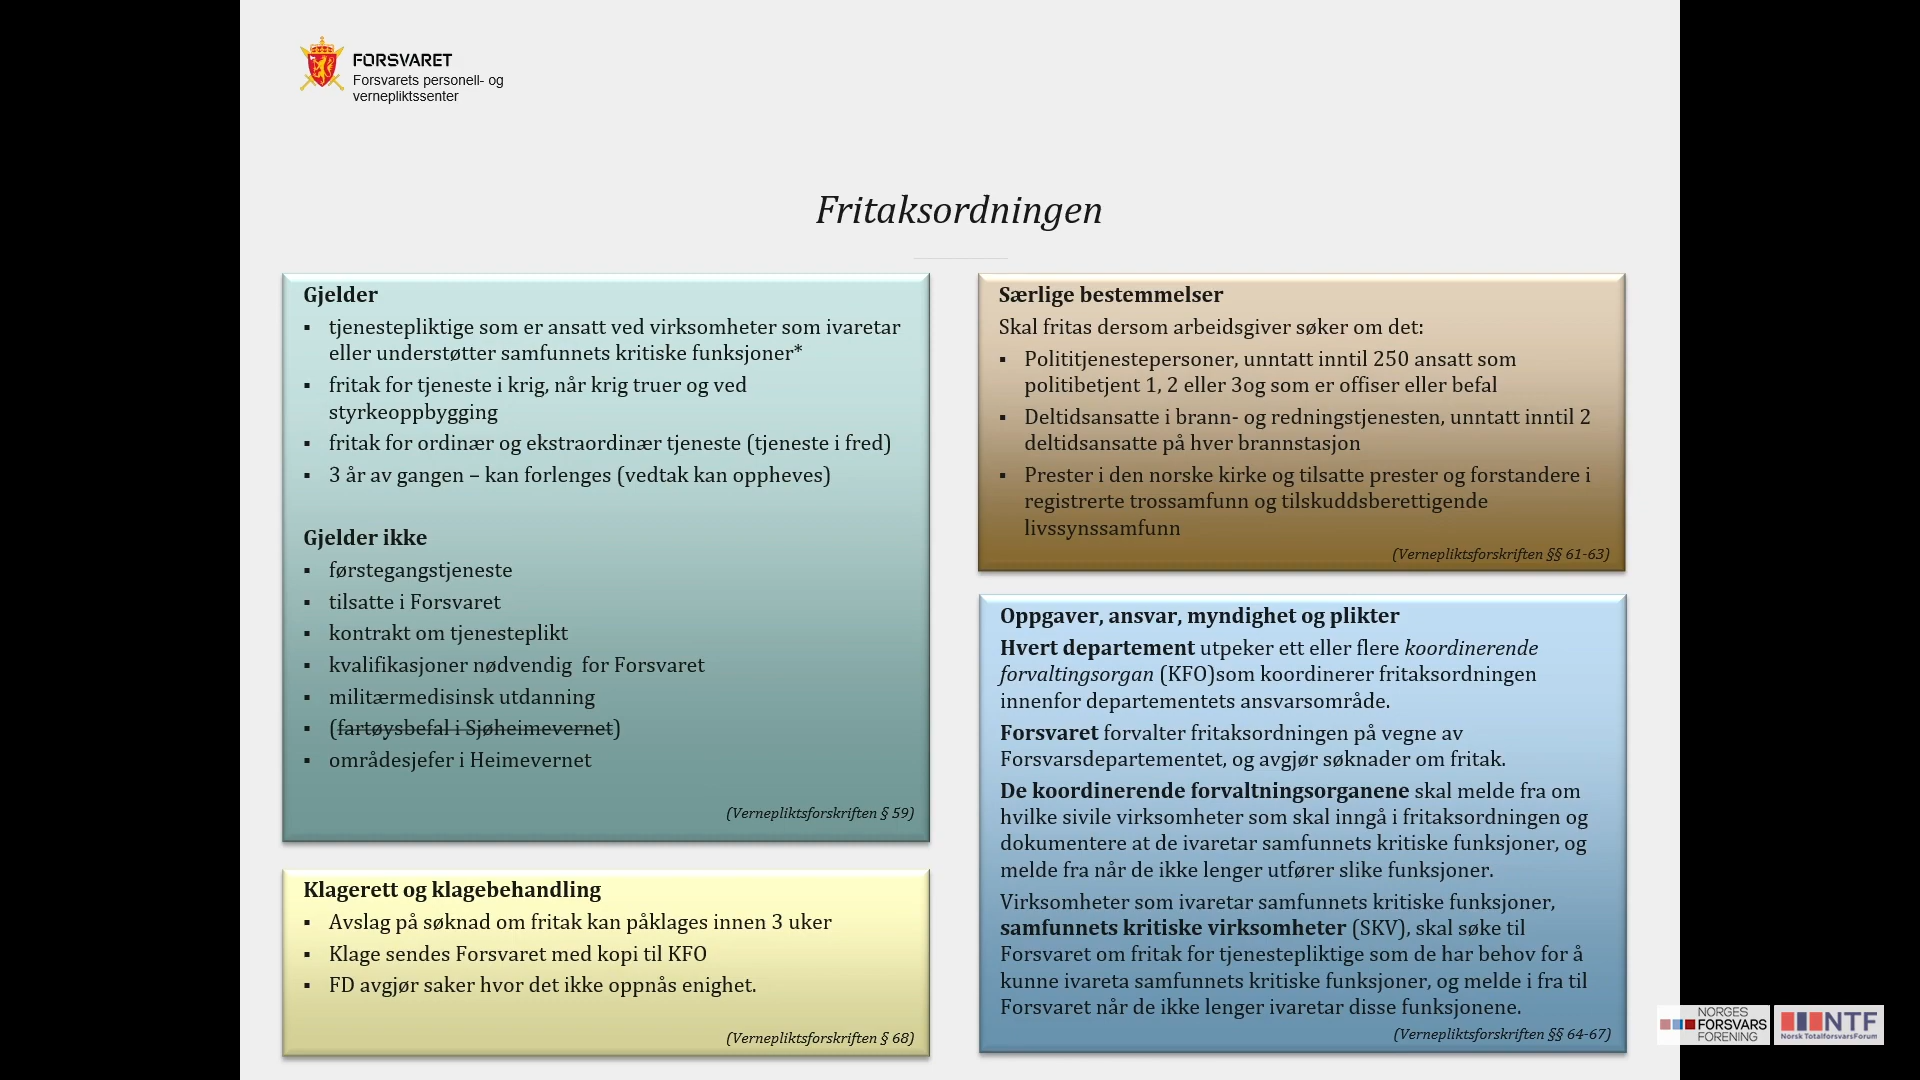 FORSVARET
Forsvarets personell- og
vernepliktssenter
Fritaksordningen
Gjelder
▪ tjenestepliktige som er ansatt ved virksomheter som ivaretar
eller understøtter samfunnets kritiske funksjoner*
▪ fritak for tjeneste i krig, når krig truer og ved
styrkeoppbygging
▪ fritak for ordinær og ekstraordinær tjeneste (tjeneste i fred)
▪ 3 år av gangen – kan forlenges (vedtak kan oppheves)
Gjelder ikke
▪ førstegangstjeneste
▪ tilsatte i Forsvaret
▪ kontrakt om tjenesteplikt
▪ kvalifikasjoner nødvendig for Forsvaret
▪ militærmedisinsk utdanning
▪ (fartøysbefal i Sjøheimevernet)
▪ områdesjefer i Heimevernet
(Vernepliktsforskriften § 59)
Klagerett og klagebehandling
▪ Avslag på søknad om fritak kan påklages innen 3 uker
▪ Klage sendes Forsvaret med kopi til KFO
▪ FD avgjør saker hvor det ikke oppnås enighet.
(Vernepliktsforskriften § 68)
Særlige bestemmelser
Skal fritas dersom arbeidsgiver søker om det:
▪ Polititjenestepersoner, unntatt inntil 250 ansatt som
politibetjent 1, 2 eller 3og som er offiser eller befal
▪ Deltidsansatte i brann- og redningstjenesten, unntatt inntil 2
deltidsansatte på hver brannstasjon
▪ Prester i den norske kirke og tilsatte prester og forstandere i
registrerte trossamfunn og tilskuddsberettigende
livssynssamfunn
(Vernepliktsforskriften §§ 61-63)
Oppgaver, ansvar, myndighet og plikter
Hvert departement utpeker ett eller flere koordinerende
forvaltingsorgan (KFO)som koordinerer fritaksordningen
innenfor departementets ansvarsområde.
Forsvaret forvalter fritaksordningen på vegne av
Forsvarsdepartementet, og avgjør søknader om fritak.
De koordinerende forvaltningsorganene skal melde fra om
hvilke sivile virksomheter som skal inngå i fritaksordningen og
dokumentere at de ivaretar samfunnets kritiske funksjoner, og
melde fra når de ikke lenger utfører slike funksjoner.
Virksomheter som ivaretar samfunnets kritiske funksjoner,
samfunnets kritiske virksomheter (SKV), skal søke til
Forsvaret om fritak for tjenestepliktige som de har behov for å
kunne ivareta samfunnets kritiske funksjoner, og melde i fra til
Forsvaret når de ikke lenger ivaretar disse funksjonene.
(Vernepliktsforskriften §§ 64-67)
NORGES
FORSVARS
FORENING
NTF
Norsk TotalforsvarsForum